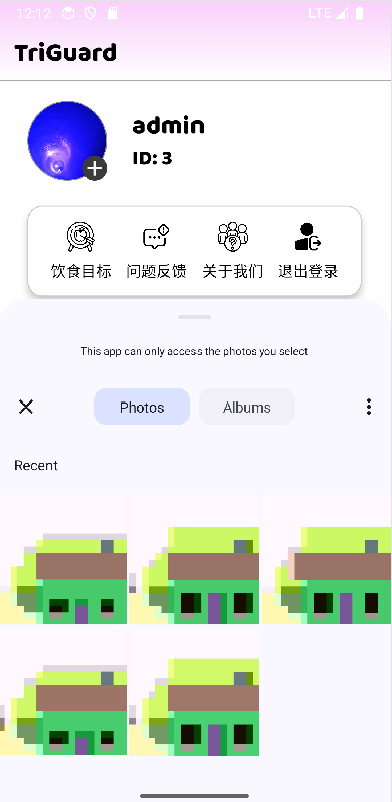 12:12 LTE
TriGuard
admin
ID: 3
饮食目标 问题反馈 关于我们 退出登录
This app can only access the photos you select
Photos Albums
Recent